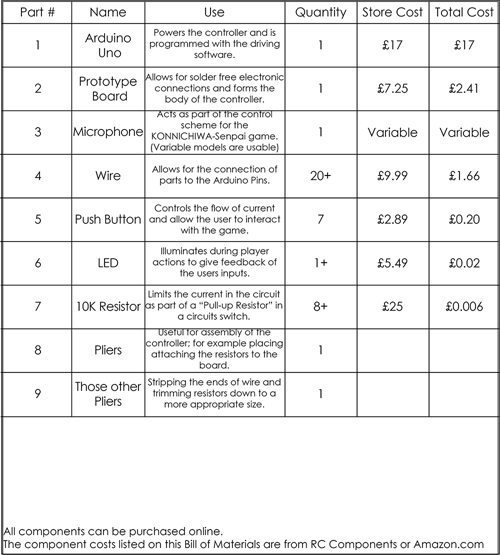 Part # Name Use Quantity Store Cost Total Cost
1 Arduino Uno Powers the controller and is programmed with the driving software. 1 £17 £17
2 Prototype Board Allows for solder free electronic connections and forms the body of the controller. 1 £7.25 £2.41
3 Microphone Acts as part of the control scheme for the KONNICHIWA-Senpai game. (Variable models are usable) 1 Variable Variable
4 Wire Allows for the connection of parts to the Arduino Pins. 20+ £9.99 £1.66
5 Push Button Controls the flow of current and allow the user to interact with the game. 7 £2.89 £0.20
6 LED Illuminates during player actions to give feedback of the users inputs. 1+ £5.49 £0.02
7 10K Resistor Limits the current in the circuit as part of a "Pull-up Resistor" in a circuits switch. 8+ £25 £0.006
8 Pliers Useful for assembly of the controller; for example placing attaching the resistors to the board. 1
9 Those other Pliers Stripping the ends of wire and trimming resistors down to a more appropriate size. 1
All components can be purchased online.
The component costs listed on this Bill of Materials are from RC Components or Amazon.com